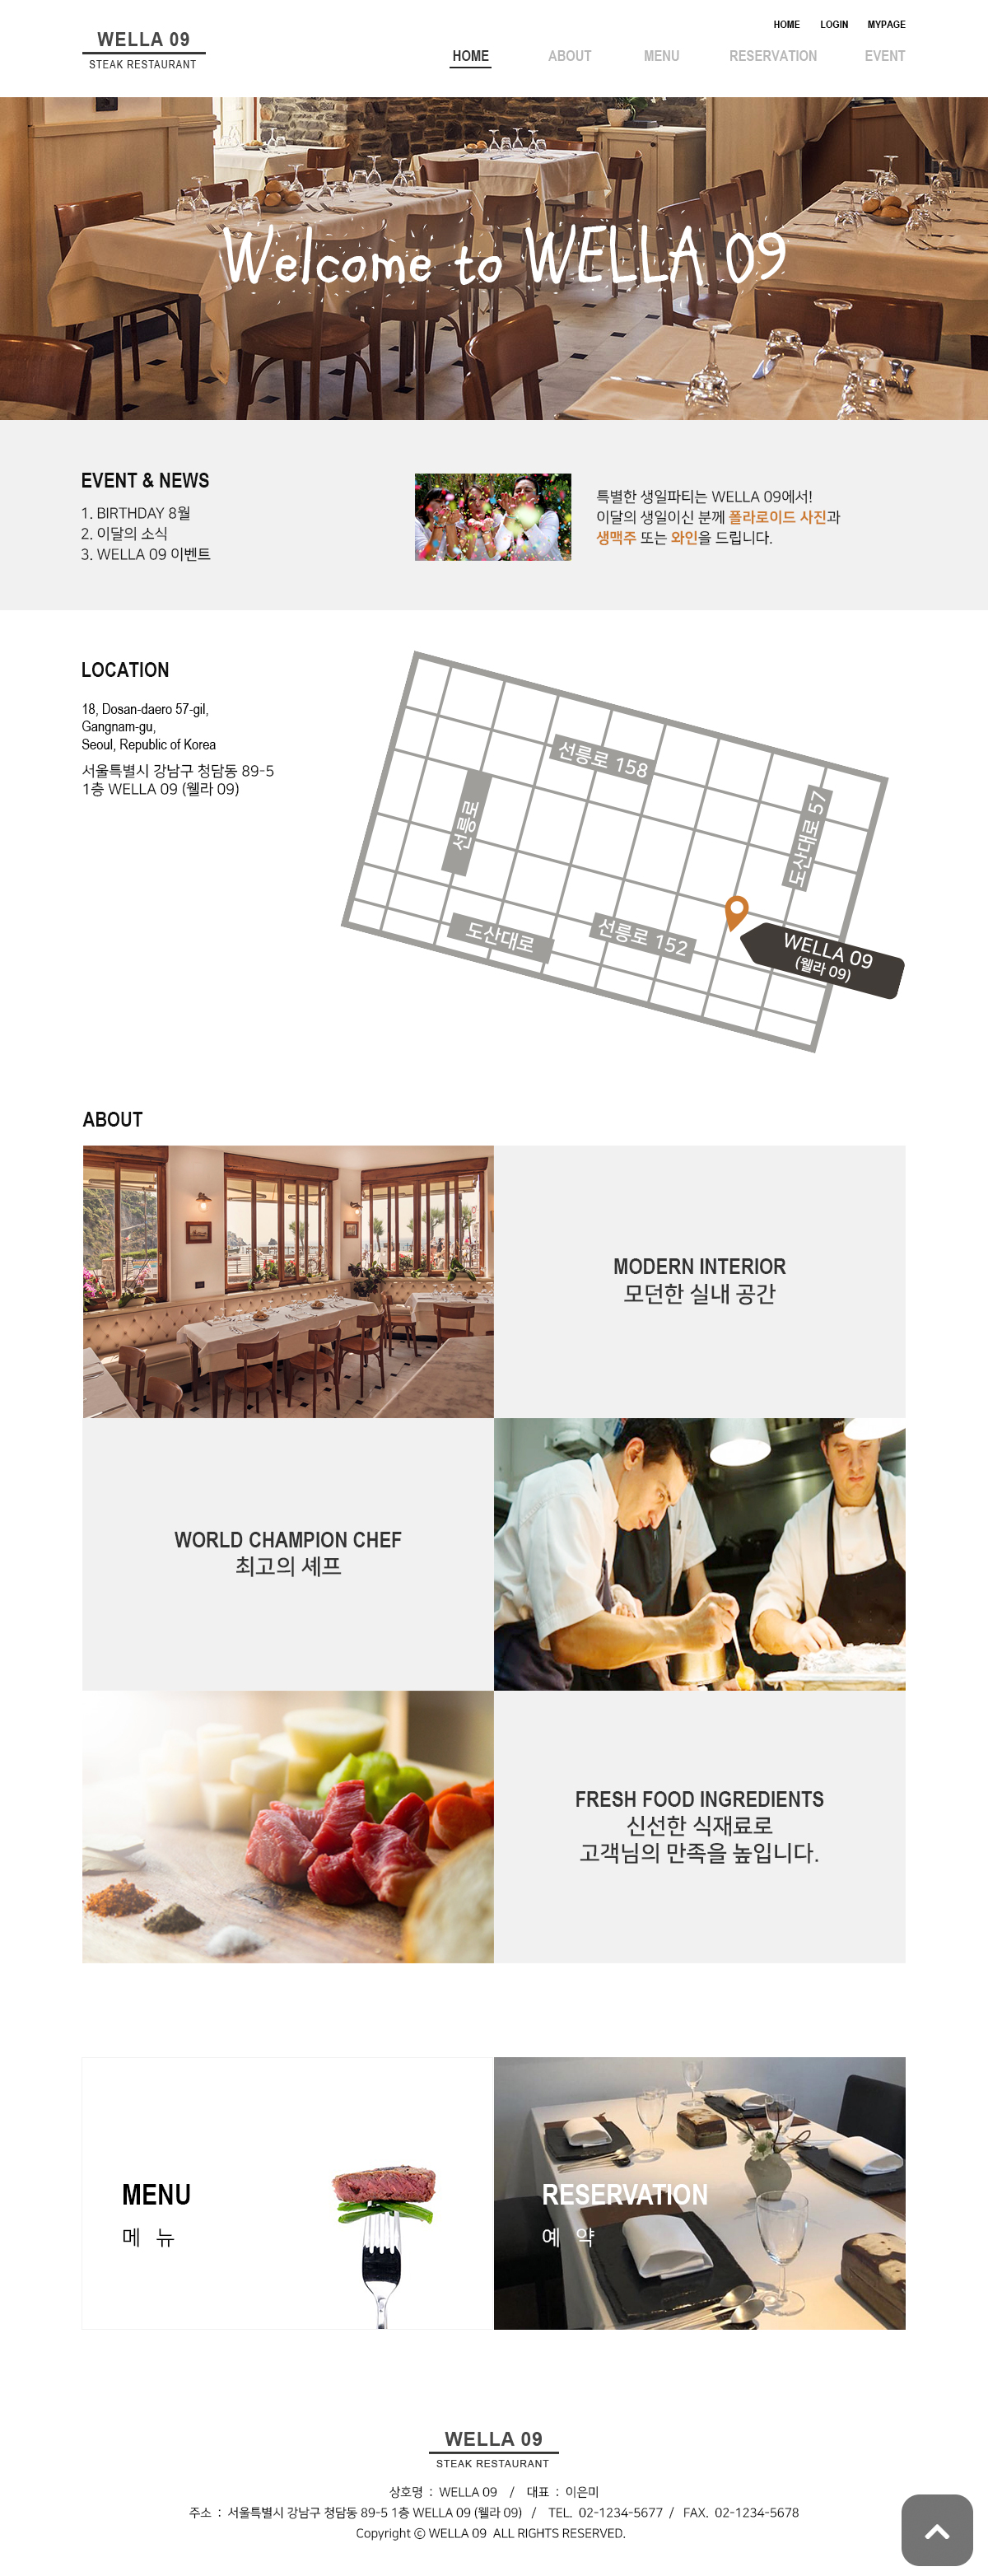 WELLA 09
STEAK RESTAURANT
HOME LOGIN MYPAGE
HOME ABOUT MENU RESERVATION EVENT
Welcome to WELLA 09
EVENT & NEWS
1. BIRTHDAY 8월
2. 이달의 소식
3. WELLA 09 이벤트
특별한 생일파티는 WELLA 09에서!
이달의 생일이신 분께 폴라로이드 사진과
생맥주 또는 와인을 드립니다.
LOCATION
18, Dosan-daero 57-gil,
Gangnam-gu,
Seoul, Republic of Korea
서울특별시 강남구 청담동 89-5
1층 WELLA 09 (웰라 09)
선릉로 158
선릉로
도산대로 57
도산대로
선릉로 152
WELLA 09
(웰라 09)
ABOUT
MODERN INTERIOR
모던한 실내 공간
WORLD CHAMPION CHEF
최고의 셰프
FRESH FOOD INGREDIENTS
신선한 식재료로
고객님의 만족을 높입니다.
MENU
메 뉴
RESERVATION
예 약
WELLA 09
STEAK RESTAURANT
상호명 : WELLA 09 / 대표 : 이은미
주소 : 서울특별시 강남구 청담동 89-5 1층 WELLA 09 (웰라 09) / TEL. 02-1234-5677 / FAX. 02-1234-5678
Copyright ⓒ WELLA 09 ALL RIGHTS RESERVED.